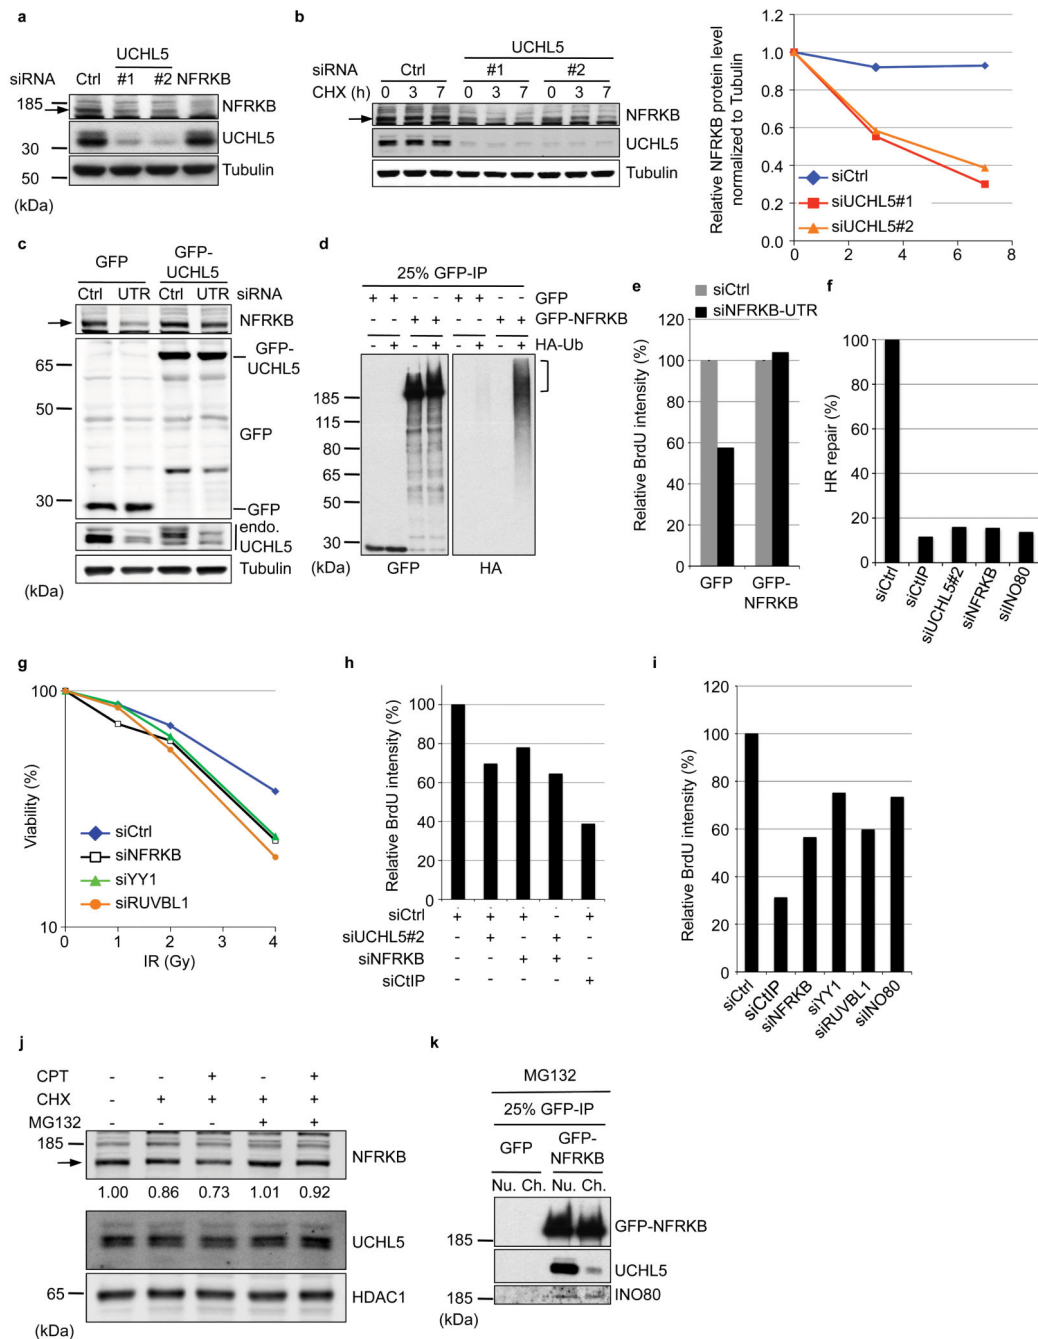 a
UCHL5
siRNA Ctrl #1 #2 NFRKB
185
NFRKB
UCHL5
30
Tubulin
50
(kDa)
b
UCHL5
siRNA Ctrl #1 #2
CHX (h) 0 3 7 0 3 7 0 3 7
NFRKB
UCHL5
Tubulin
Relative NFRKB protein level
normalized to Tubulin
1.2
1.0
0.8
0.6
0.4
0.2
0.0
siCtrl
siUCHL5#1
siUCHL5#2
0 2 4 6 8
c
GFP GFP-UCHL5
Ctrl UTR Ctrl UTR siRNA
NFRKB
GFP-UCHL5
65
50
GFP
30
GFP
endo.
UCHL5
Tubulin
(kDa)
d
25% GFP-IP
+ + - - + + - - GFP
- - + + - - + + GFP-NFRKB
- + - + - + - + HA-Ub
185
115
80
65
50
30
(kDa)
GFP HA
e
siCtrl
siNFRKB-UTR
Relative BrdU intensity (%)
120
100
80
60
40
20
0
GFP GFP-NFRKB
f
HR repair (%)
100
80
60
40
20
0
siCtrl siCtIP siUCHL5#2 siNFRKB siINO80
g
Viability (%)
100
10
siCtrl
siNFRKB
siYY1
siRUVBL1
0 1 2 3 4
IR (Gy)
h
Relative BrdU intensity (%)
100
80
60
40
20
0
siCtrl + + + - +
siUCHL5#2 - + - + -
siNFRKB - - + + -
siCtIP - - - - +
i
Relative BrdU intensity (%)
120
100
80
60
40
20
0
siCtrl siCtIP siNFRKB siYY1 siRUVBL1 siINO80
j
CPT - - + - +
CHX - + + + +
MG132 - - - + +
185
NFRKB
1.00 0.86 0.73 1.01 0.92
UCHL5
65
HDAC1
(kDa)
k
MG132
25% GFP-IP
GFP GFP-NFRKB
Nu. Ch. Nu. Ch.
GFP-NFRKB
185
UCHL5
INO80
185
(kDa)